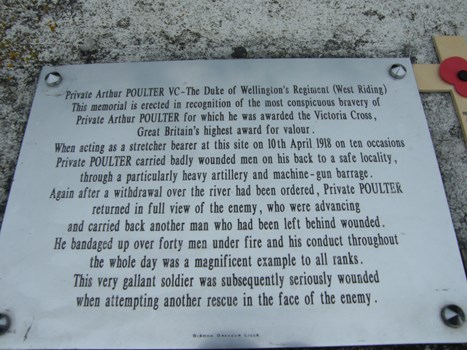 Private Arthur POULTER VC-The Duke of Wellington's Regiment (West Riding)
This memorial is erected in recognition of the most conspicuous bravery of
Private Arthur POULTER for which he was awarded the Victoria Cross,
Great Britain's highest award for valour.
When acting as a stretcher bearer at this site on 10th April 1918 on ten occasions
Private POULTER carried badly wounded men on his back to a safe locality,
through a particularly heavy artillery and machine-gun barrage.
Again after a withdrawal over the river had been ordered, Private POULTER
returned in full view of the enemy, who were advancing
and carried back another man who had been left behind wounded.
He bandaged up over forty men under fire and his conduct throughout
the whole day was a magnificent example to all ranks.
This very gallant soldier was subsequently seriously wounded
when attempting another rescue in the face of the enemy.